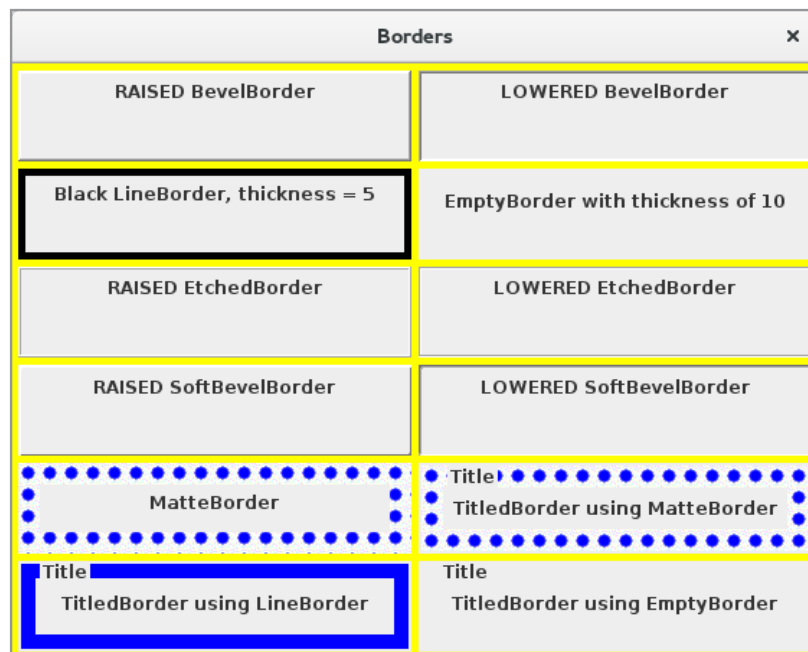 Borders
RAISED BevelBorder
LOWERED BevelBorder
Black LineBorder, thickness = 5
EmptyBorder with thickness of 10
RAISED EtchedBorder
LOWERED EtchedBorder
RAISED SoftBevelBorder
LOWERED SoftBevelBorder
MatteBorder
Title
TitledBorder using MatteBorder
Title
TitledBorder using LineBorder
Title
TitledBorder using EmptyBorder